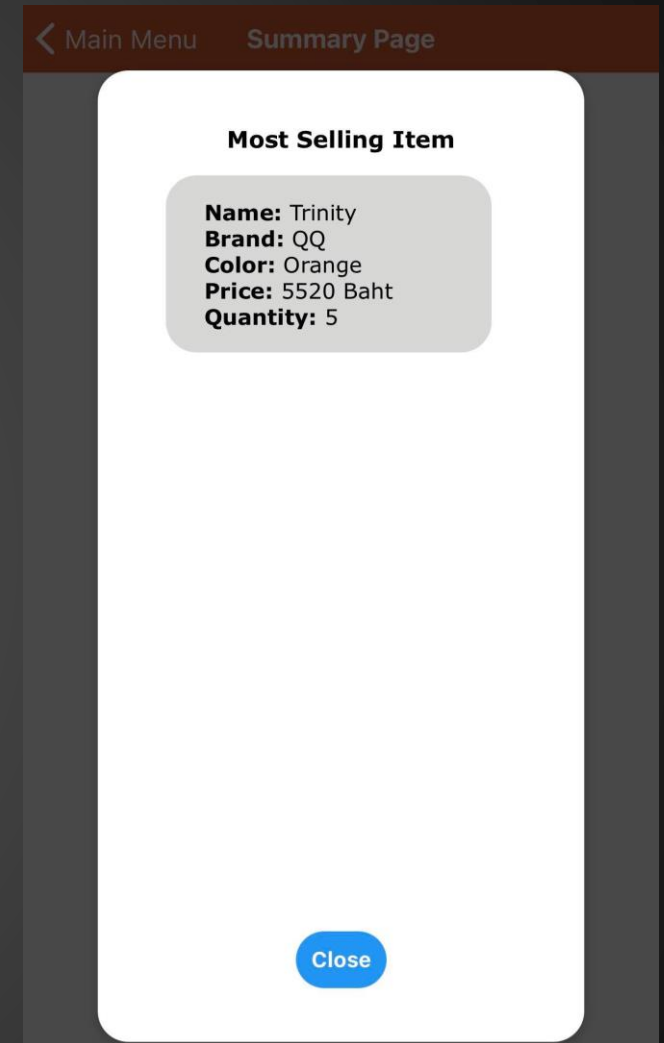 Main Menu Summary Page
Most Selling Item
Name: Trinity
Brand: QQ
Color: Orange
Price: 5520 Baht
Quantity: 5
Close